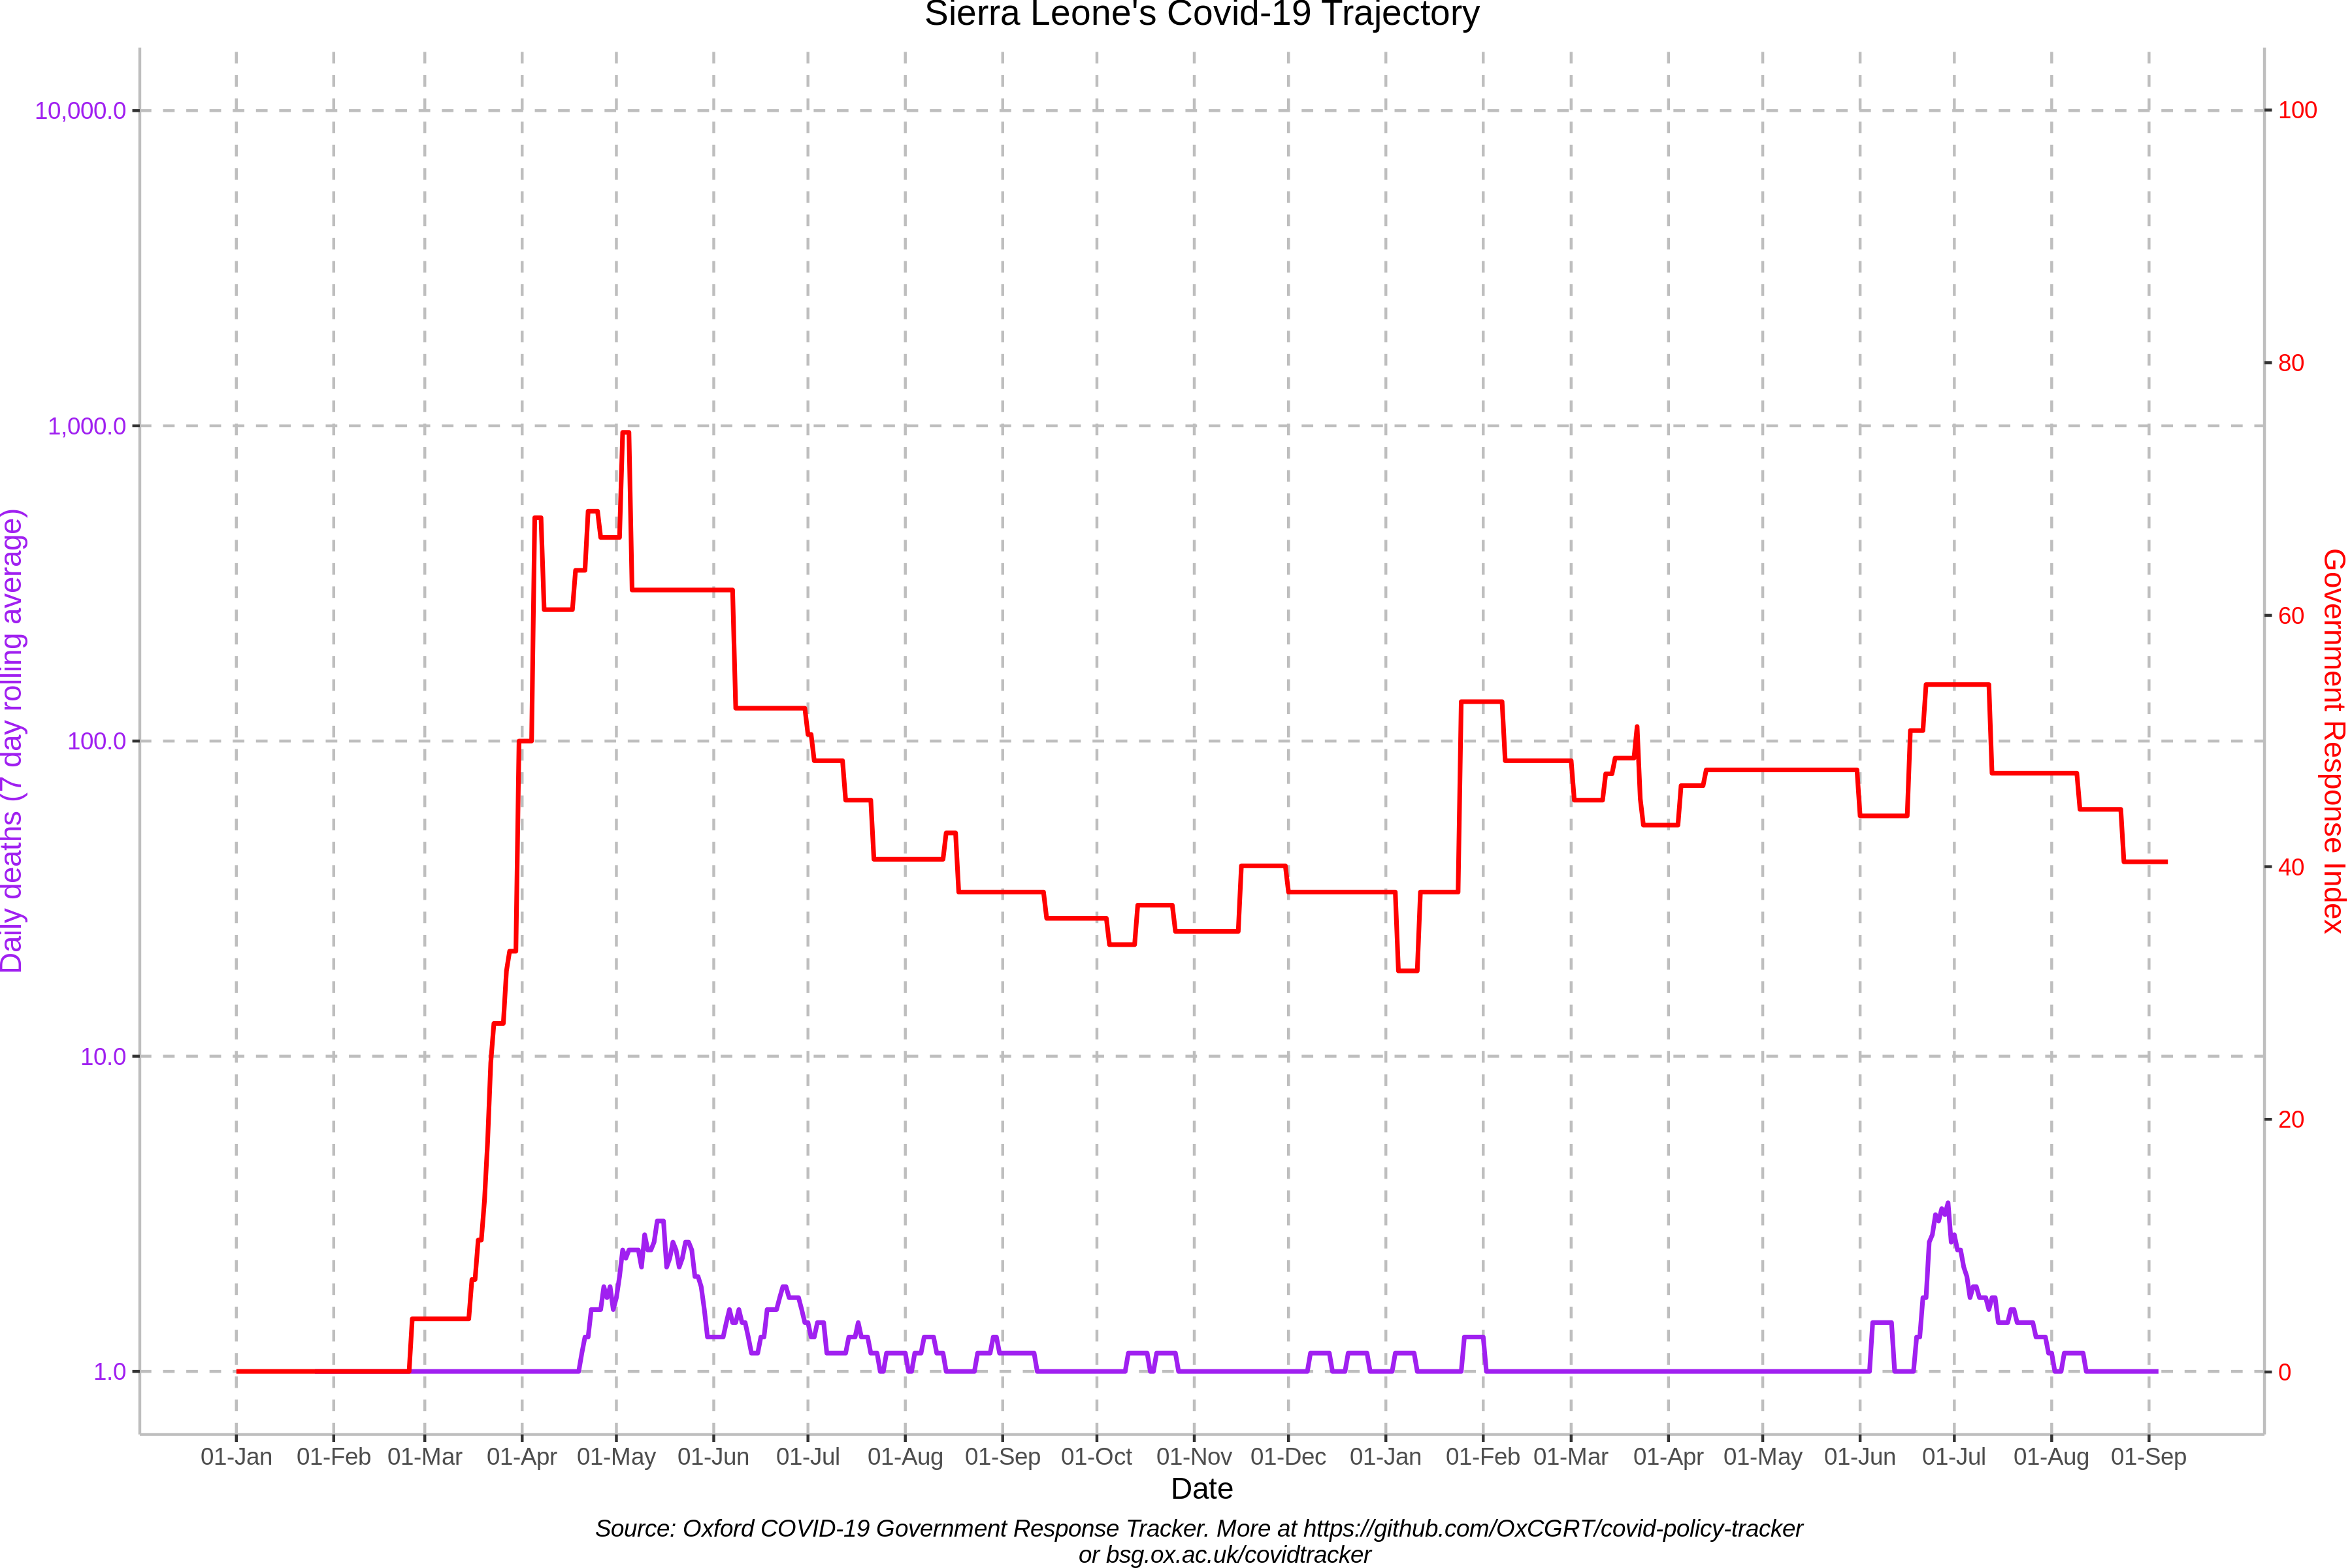 Sierra Leone's Covid-19 Trajectory
10,000.0
1,000.0
100.0
10.0
1.0
Daily deaths (7 day rolling average)
100
80
60
40
20
0
Government Response Index
01-Jan 01-Feb 01-Mar 01-Apr 01-May 01-Jun 01-Jul 01-Aug 01-Sep 01-Oct 01-Nov 01-Dec 01-Jan 01-Feb 01-Mar 01-Apr 01-May 01-Jun 01-Jul 01-Aug 01-Sep
Date
Source: Oxford COVID-19 Government Response Tracker. More at https://github.com/OxCGRT/covid-policy-tracker
or bsg.ox.ac.uk/covidtracker